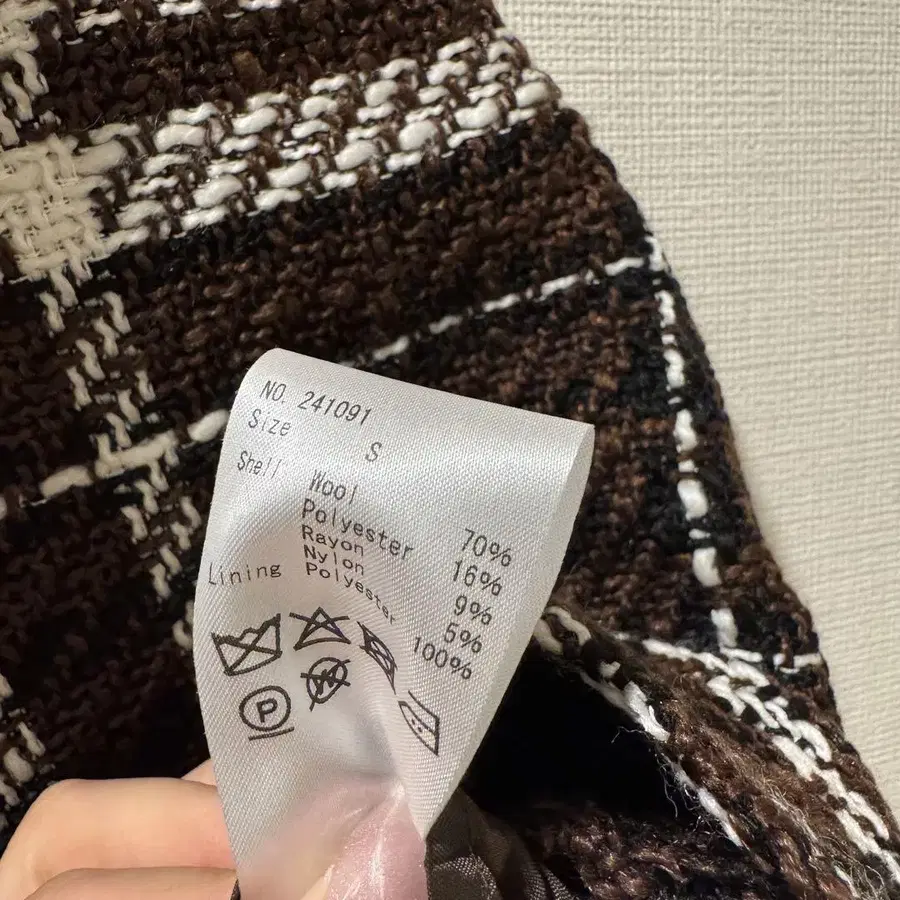 NO. 241091
Size S
Shell Wool 70%
Polyester 16%
Rayon 9%
Nylon 5%
Lining Polyester 100%
P
W